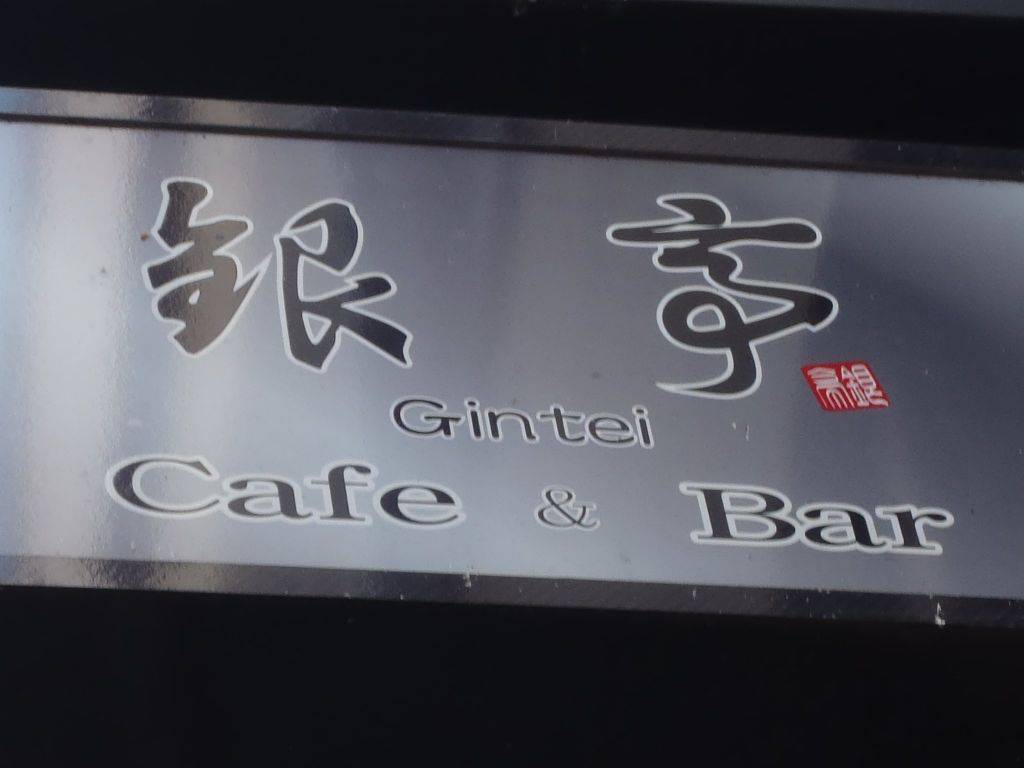 銀亭
Gintei
Cafe & Bar